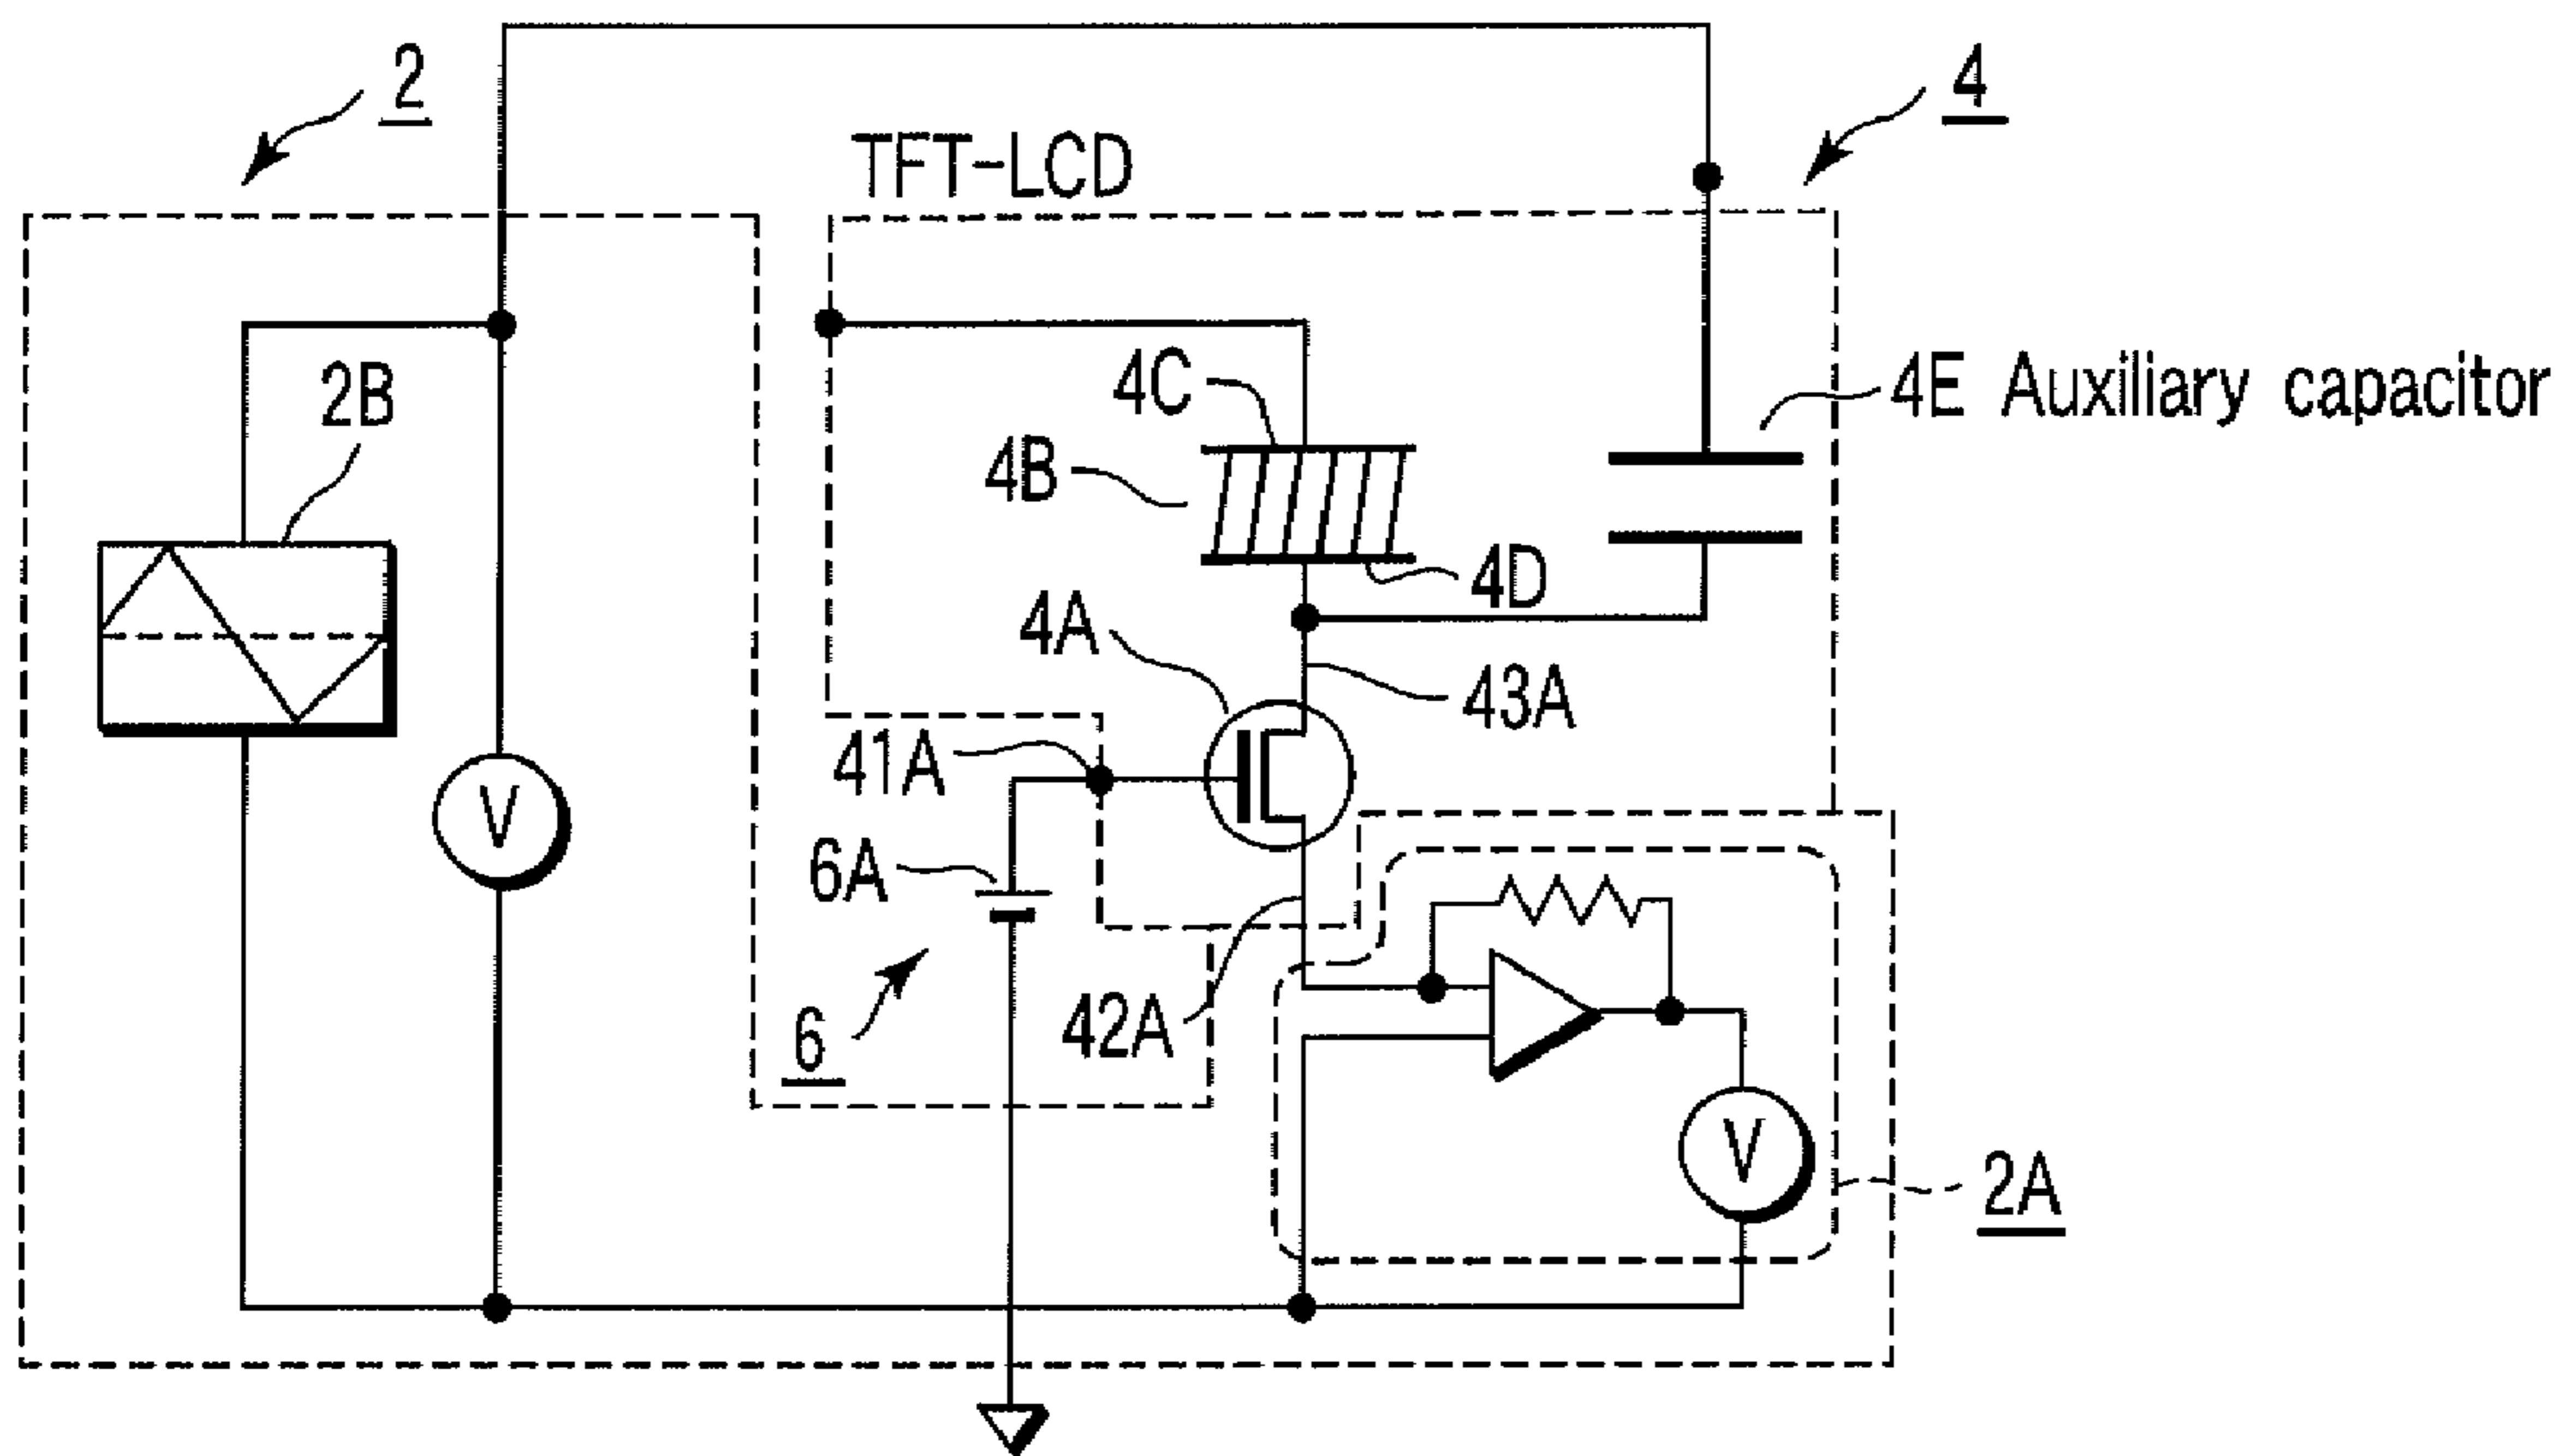 2
4
TFT-LCD
2B
4C
4E Auxiliary capacitor
4B
4D
4A
43A
41A
V
6A
42A
6
V
2A